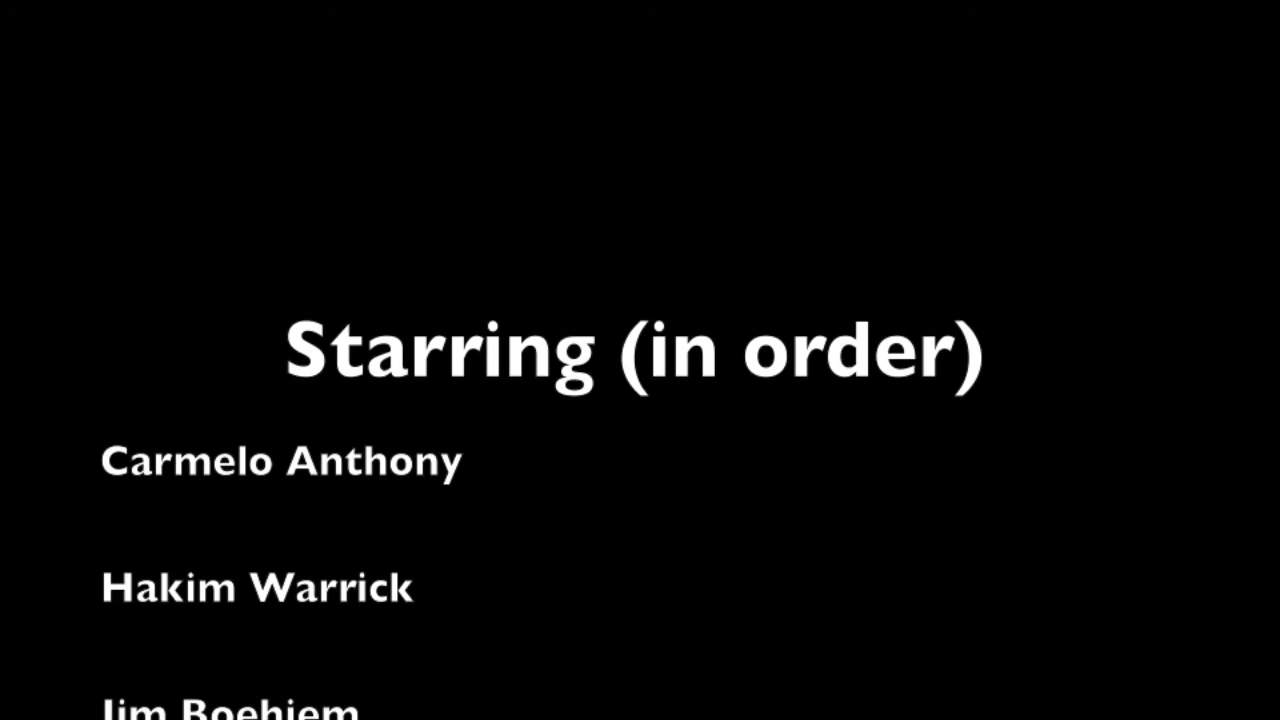 Starring (in order)
Carmelo Anthony
Hakim Warrick
Jim Boehiem